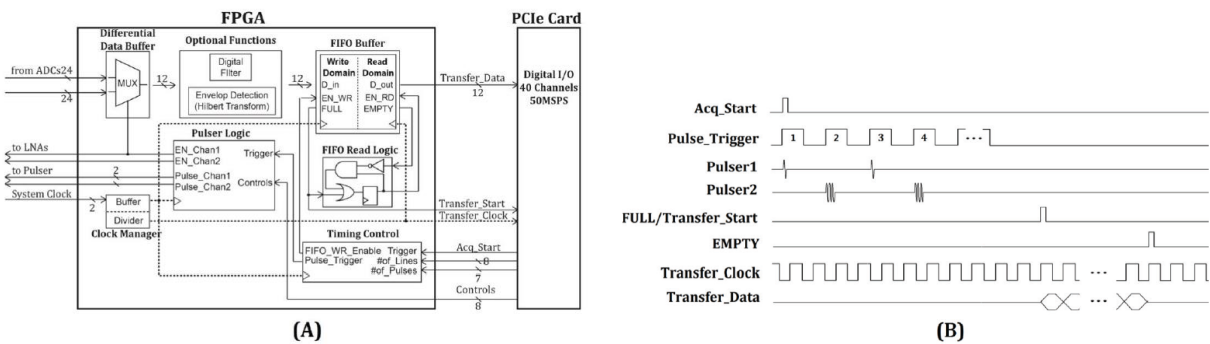 FPGA
PCIe Card
Differential
Data Buffer
Optional Functions
FIFO Buffer
from ADCs24
24
MUX
12
Digital
Filter
Envelop Detection
(Hilbert Transform)
12
Write
Domain
Read
Domain
D_in
D_out
EN_WR
EN_RD
FULL
EMPTY
Transfer_Data
12
Digital I/O
40 Channels
50MSPS
Pulser Logic
to LNAs
EN_Chan1
EN_Chan2
Trigger
to Pulser
2
Pulse_Chan1
Pulse_Chan2
Controls
FIFO Read Logic
System Clock
2
Buffer
Divider
Clock Manager
Transfer_Start
Transfer_Clock
Timing Control
FIFO_WR_Enable
Trigger
Pulse_Trigger
#of_Lines
#of_Pulses
Acq_Start
8
7
Controls
8
(A)
Acq_Start
Pulse_Trigger
1
2
3
4
Pulser1
Pulser2
FULL/Transfer_Start
EMPTY
Transfer_Clock
Transfer_Data
(B)